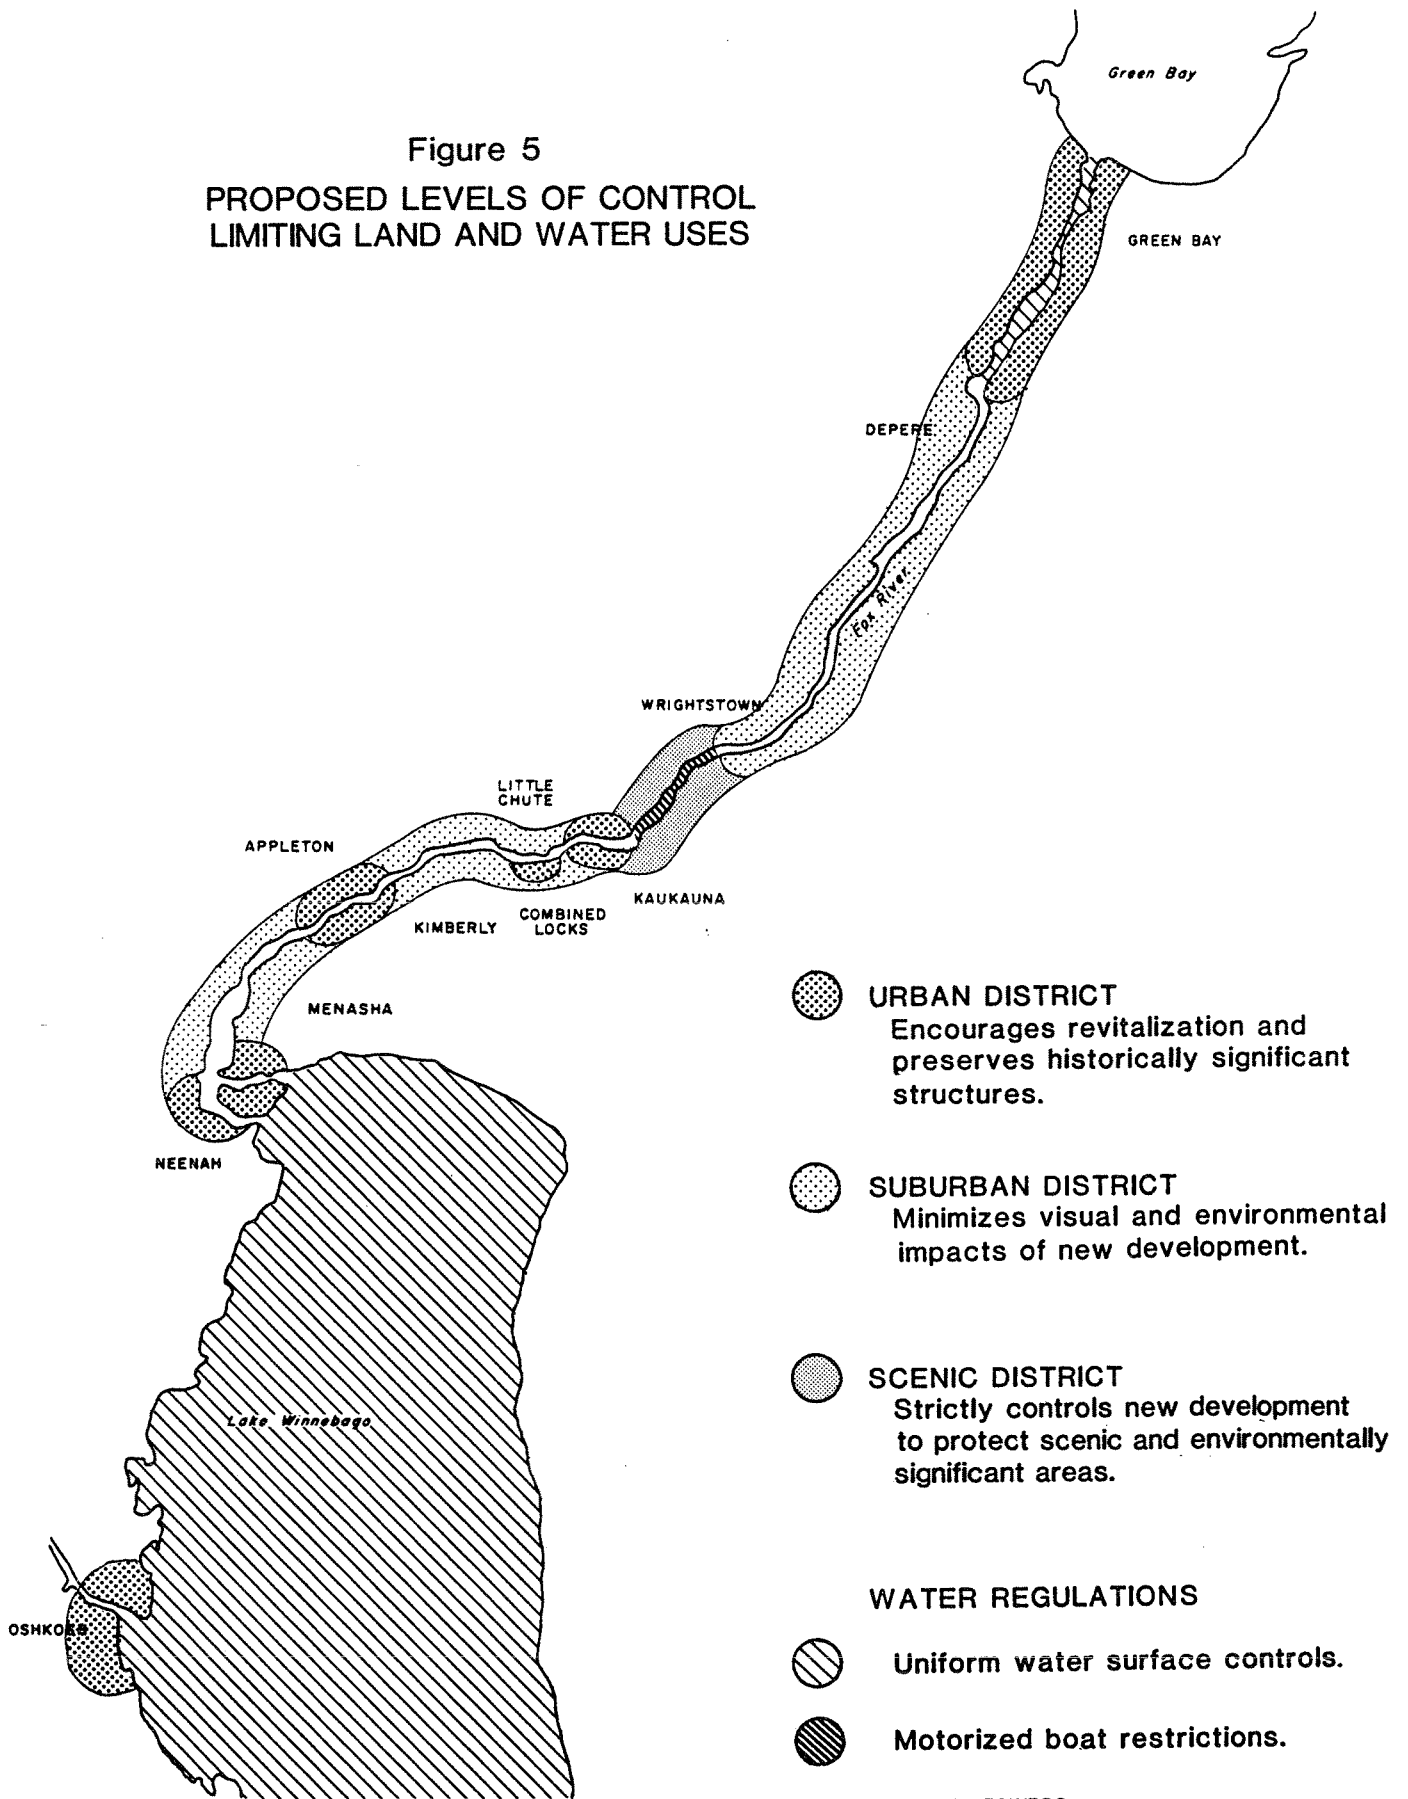 Figure 5
PROPOSED LEVELS OF CONTROL
LIMITING LAND AND WATER USES
Green Bay
GREEN BAY
DEPERE
Fox River
WRIGHTSTOWN
LITTLE
CHUTE
APPLETON
KAUKAUNA
COMBINED
LOCKS
KIMBERLY
MENASHA
NEENAH
Lake Winnebago
OSHKOSH
URBAN DISTRICT
Encourages revitalization and
preserves historically significant
structures.
SUBURBAN DISTRICT
Minimizes visual and environmental
impacts of new development.
SCENIC DISTRICT
Strictly controls new development
to protect scenic and environmentally
significant areas.
WATER REGULATIONS
Uniform water surface controls.
Motorized boat restrictions.